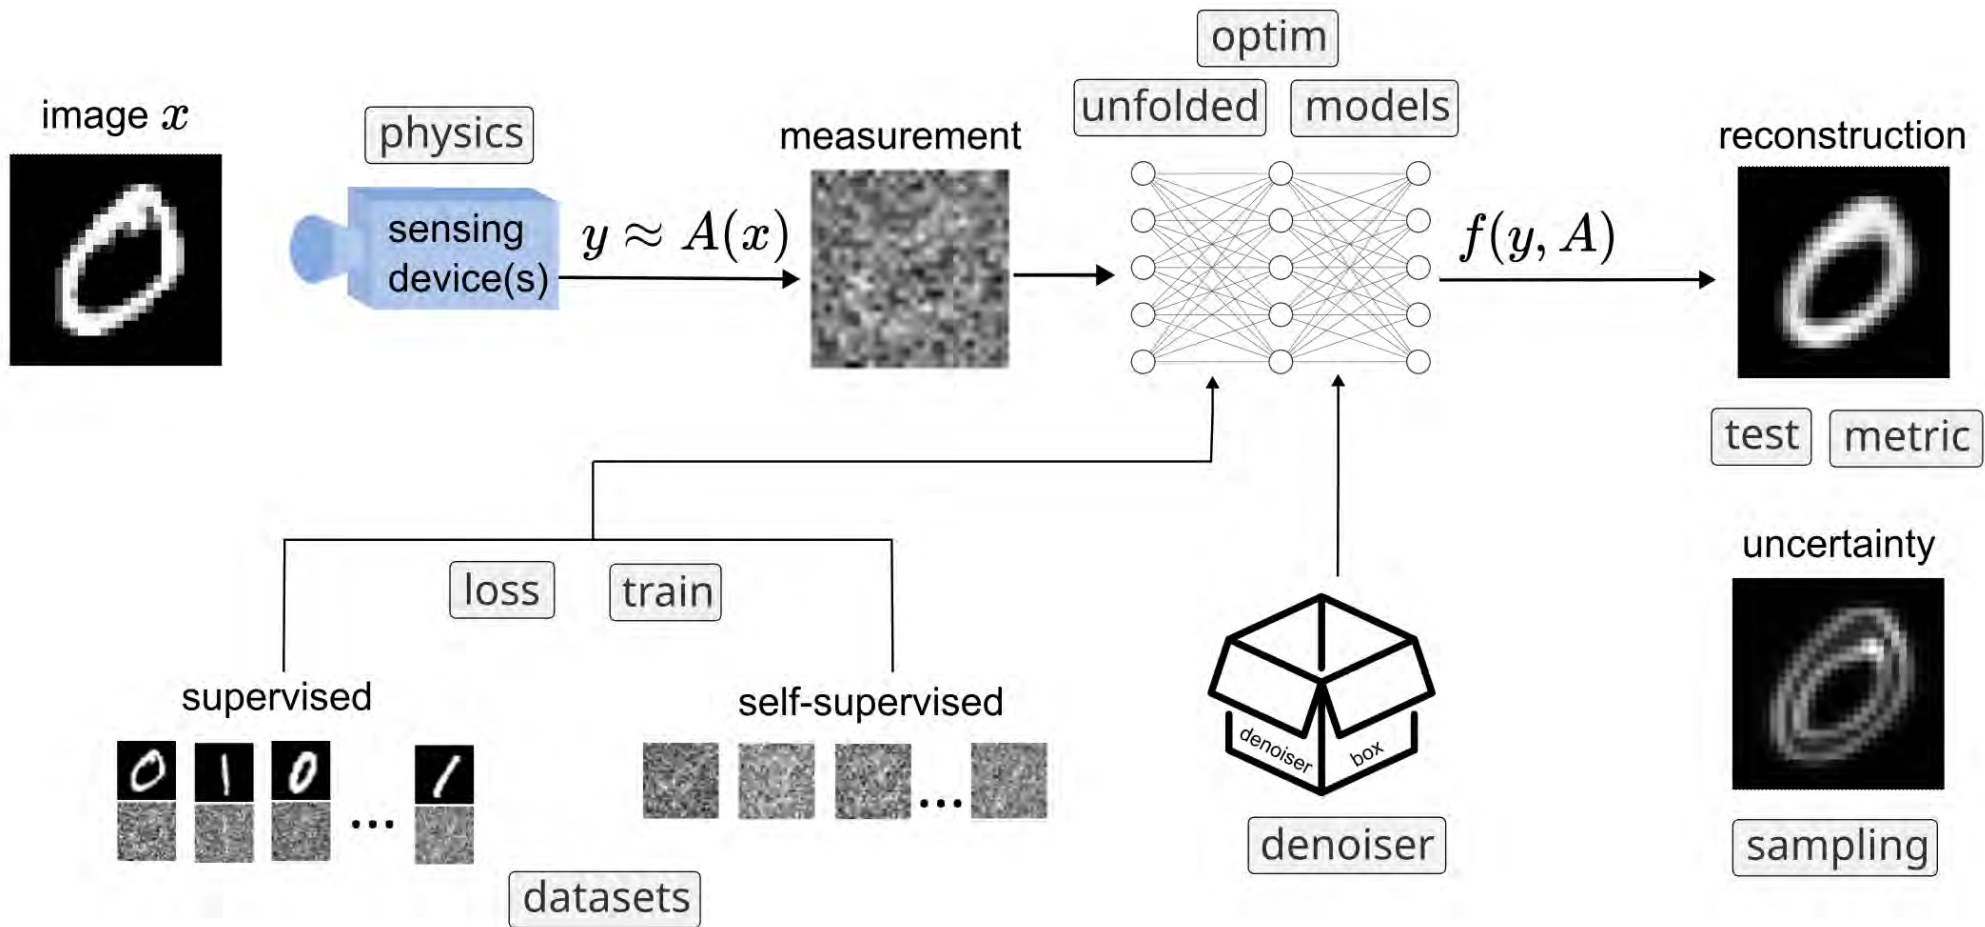 optim
unfolded models
image x
physics
measurement
reconstruction
sensing
device(s)
y ≈ A(x)
f(y, A)
test metric
loss train
uncertainty
supervised
self-supervised
denoiser box
...
...
denoiser
sampling
datasets